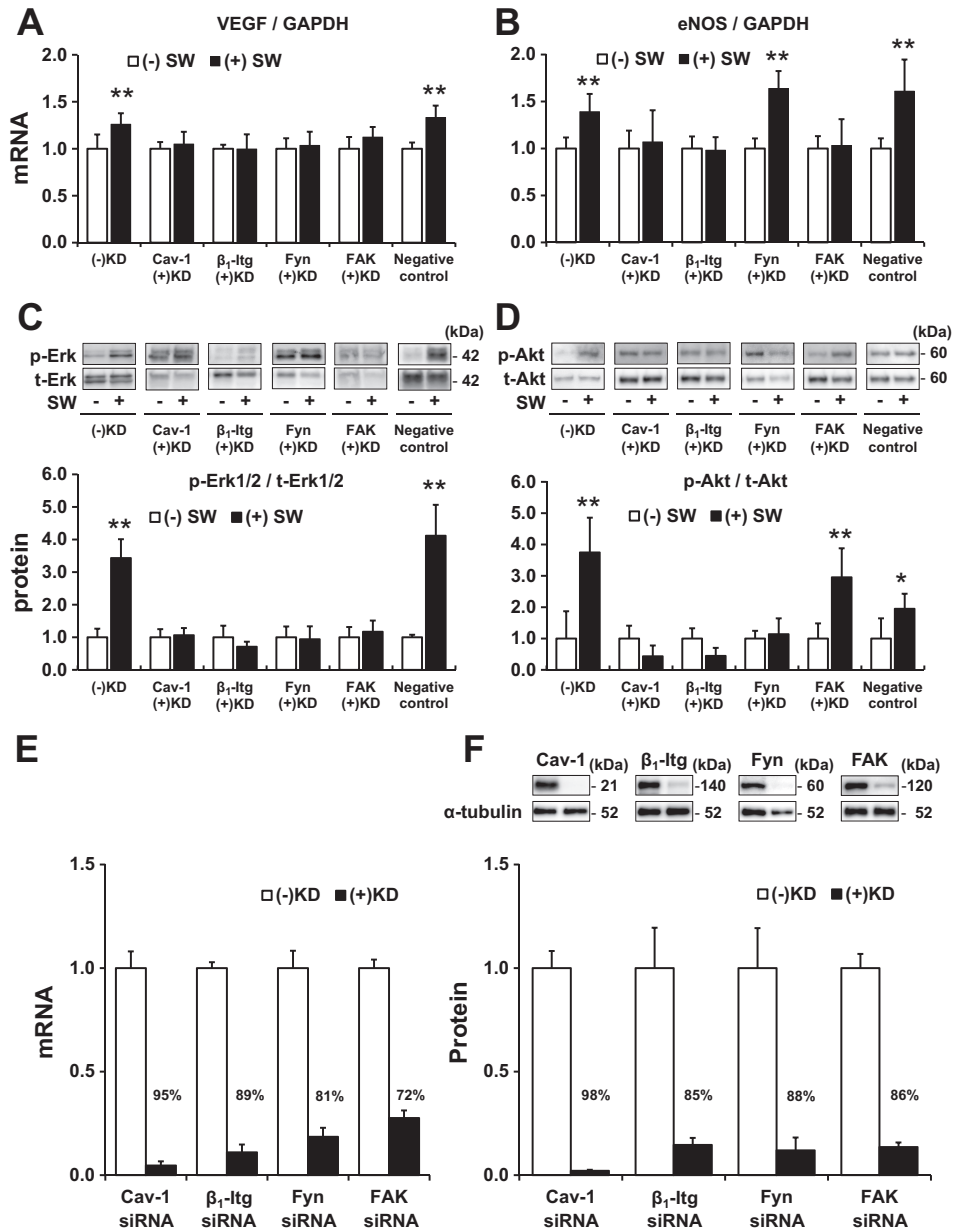 A
VEGF / GAPDH
(-) SW (+) SW
mRNA
2.0
1.5
1.0
0.5
0.0
** **
(-)KD Cav-1 (+)KD β1-Itg (+)KD Fyn (+)KD FAK (+)KD Negative control
B
eNOS / GAPDH
(-) SW (+) SW
2.0
1.5
1.0
0.5
0.0
** ** **
(-)KD Cav-1 (+)KD β1-Itg (+)KD Fyn (+)KD FAK (+)KD Negative control
C
(kDa)
p-Erk - 42
t-Erk - 42
SW - + - + - + - + - + - +
(-)KD Cav-1 (+)KD β1-Itg (+)KD Fyn (+)KD FAK (+)KD Negative control
p-Erk1/2 / t-Erk1/2
(-) SW (+) SW
protein
6.0
5.0
4.0
3.0
2.0
1.0
0.0
** **
(-)KD Cav-1 (+)KD β1-Itg (+)KD Fyn (+)KD FAK (+)KD Negative control
D
(kDa)
p-Akt - 60
t-Akt - 60
SW - + - + - + - + - + - +
(-)KD Cav-1 (+)KD β1-Itg (+)KD Fyn (+)KD FAK (+)KD Negative control
p-Akt / t-Akt
(-) SW (+) SW
6.0
5.0
4.0
3.0
2.0
1.0
0.0
** ** *
(-)KD Cav-1 (+)KD β1-Itg (+)KD Fyn (+)KD FAK (+)KD Negative control
E
(-)KD (+)KD
mRNA
1.5
1.0
0.5
0.0
95% 89% 81% 72%
Cav-1 siRNA β1-Itg siRNA Fyn siRNA FAK siRNA
F
Cav-1 (kDa) β1-Itg (kDa) Fyn (kDa) FAK (kDa)
- 21 -140 - 60 -120
α-tubulin - 52 - 52 - 52 - 52
(-)KD (+)KD
Protein
1.5
1.0
0.5
0.0
98% 85% 88% 86%
Cav-1 siRNA β1-Itg siRNA Fyn siRNA FAK siRNA